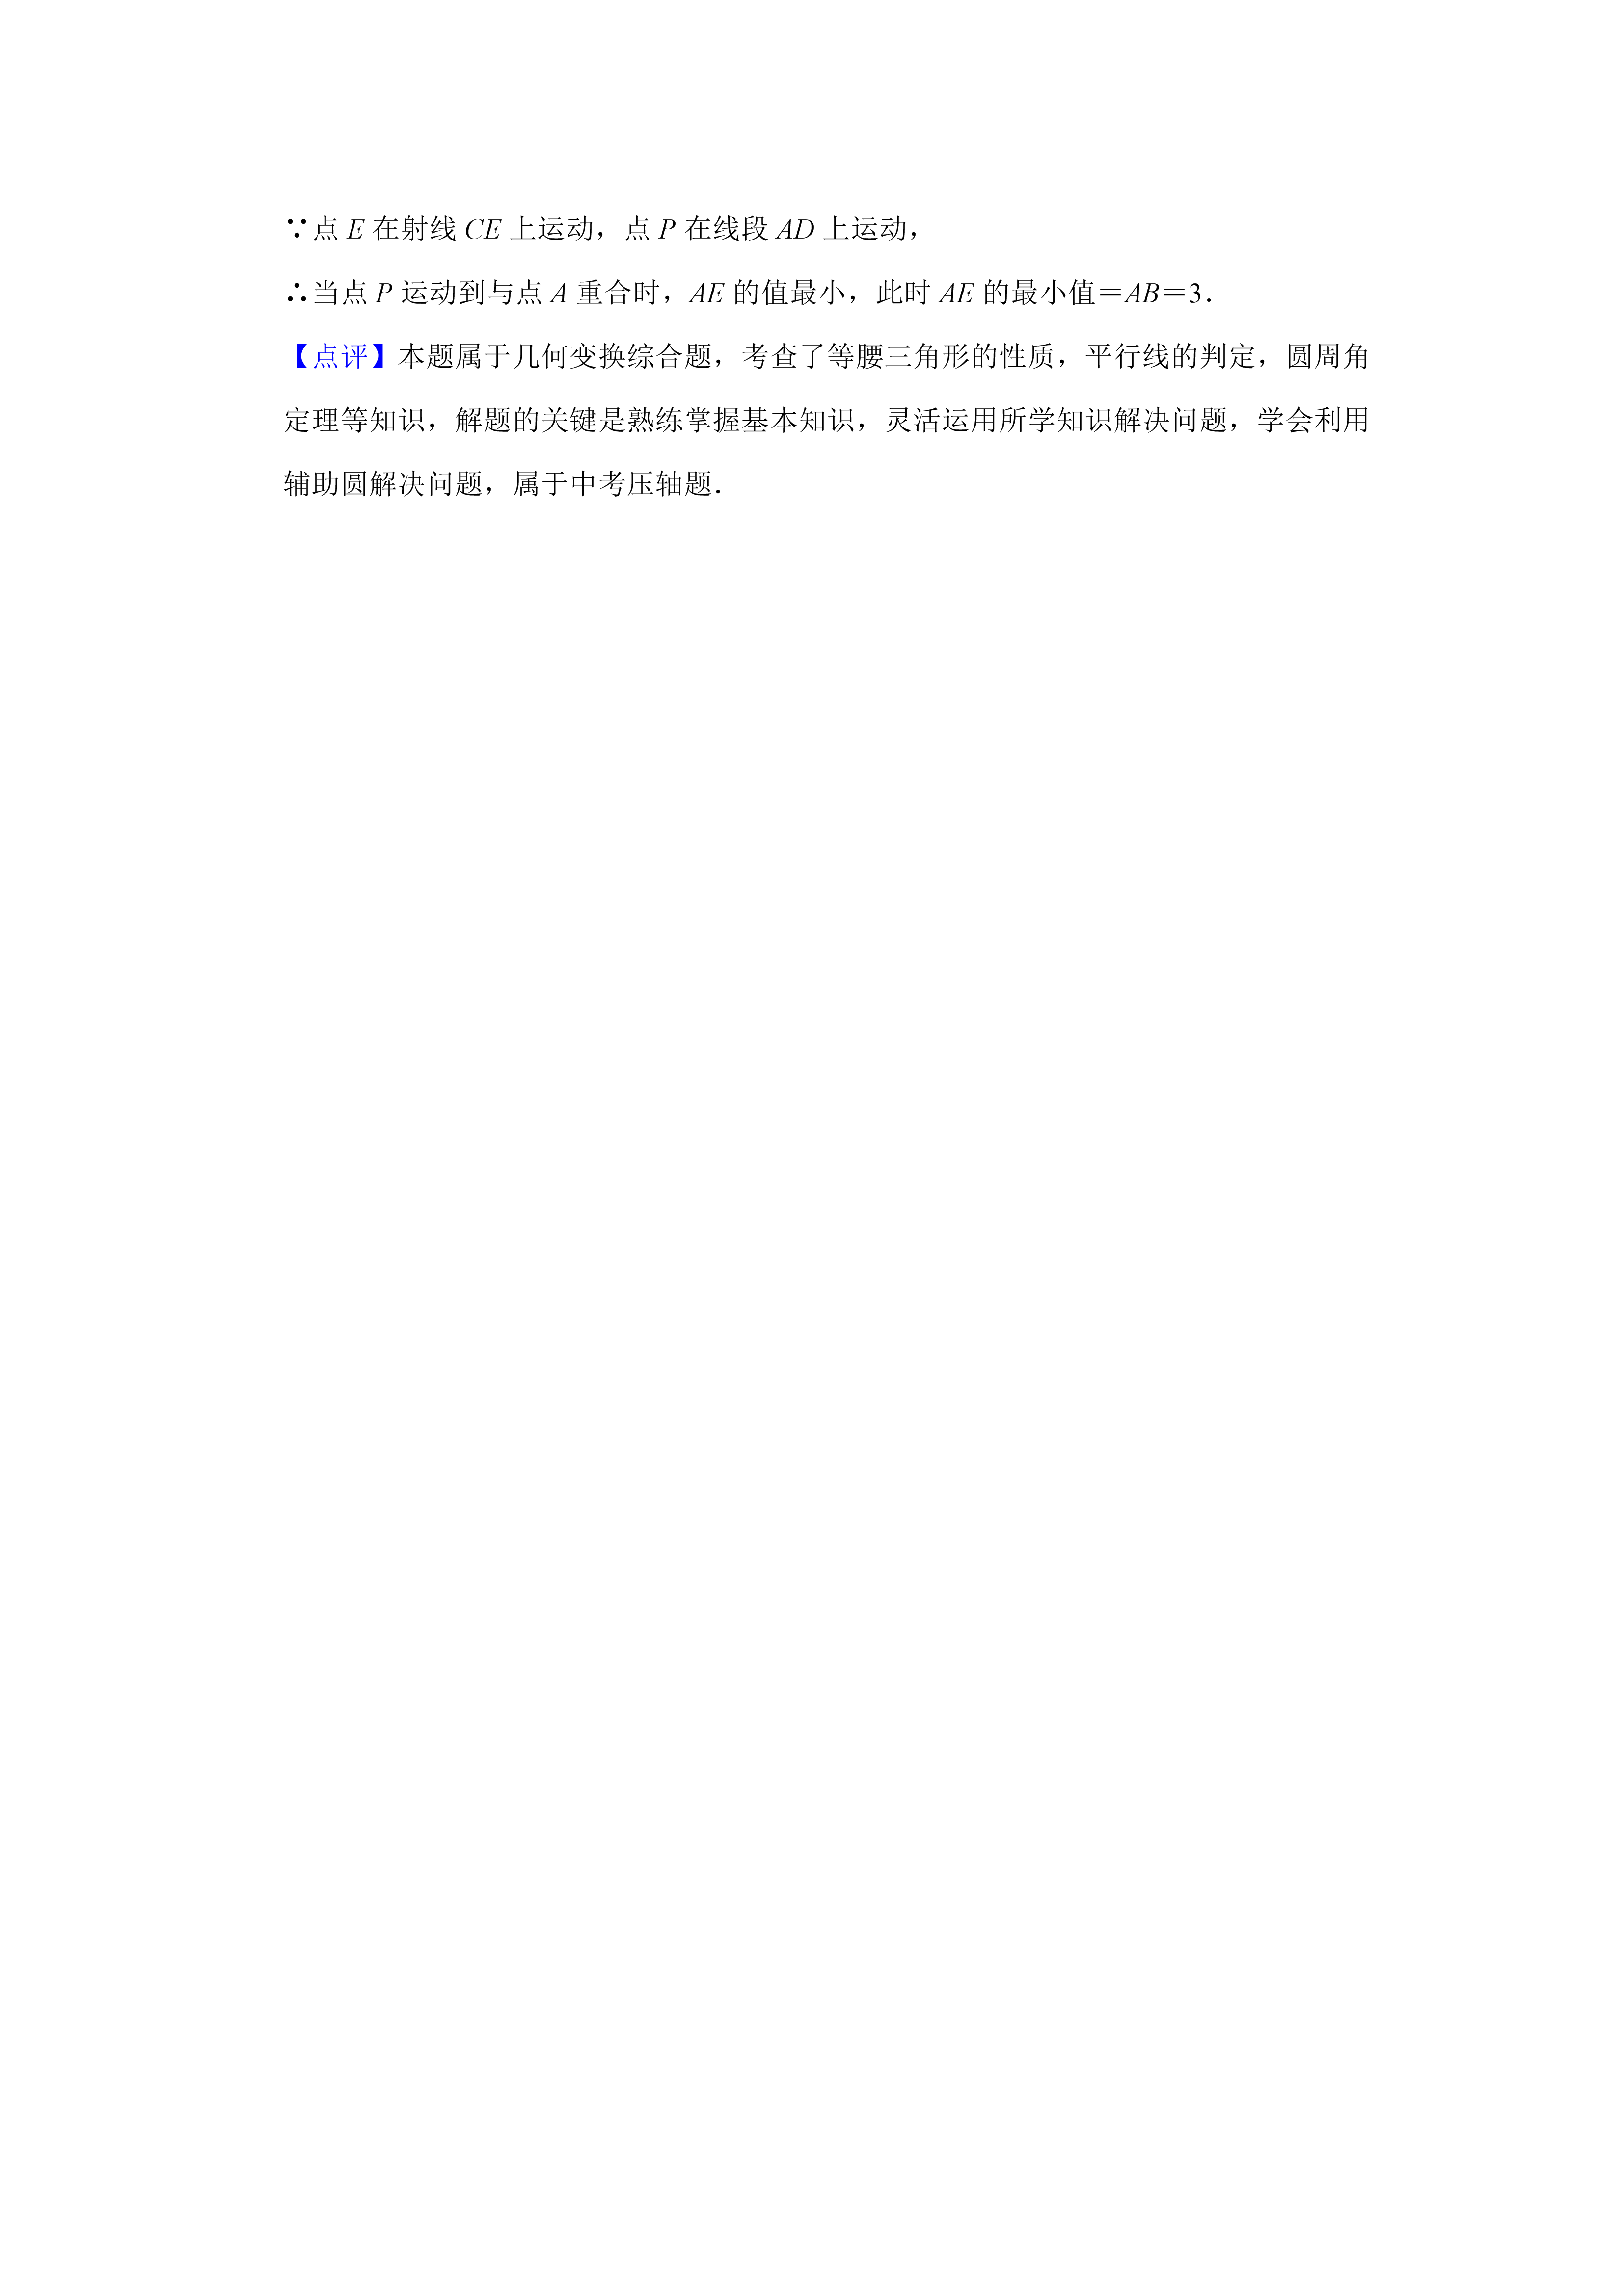 ∵点 E 在射线 CE 上运动，点 P 在线段 AD 上运动，
∴当点 P 运动到与点 A 重合时，AE 的值最小，此时 AE 的最小值＝AB＝3．
【点评】本题属于几何变换综合题，考查了等腰三角形的性质，平行线的判定，圆周角
定理等知识，解题的关键是熟练掌握基本知识，灵活运用所学知识解决问题，学会利用
辅助圆解决问题，属于中考压轴题．